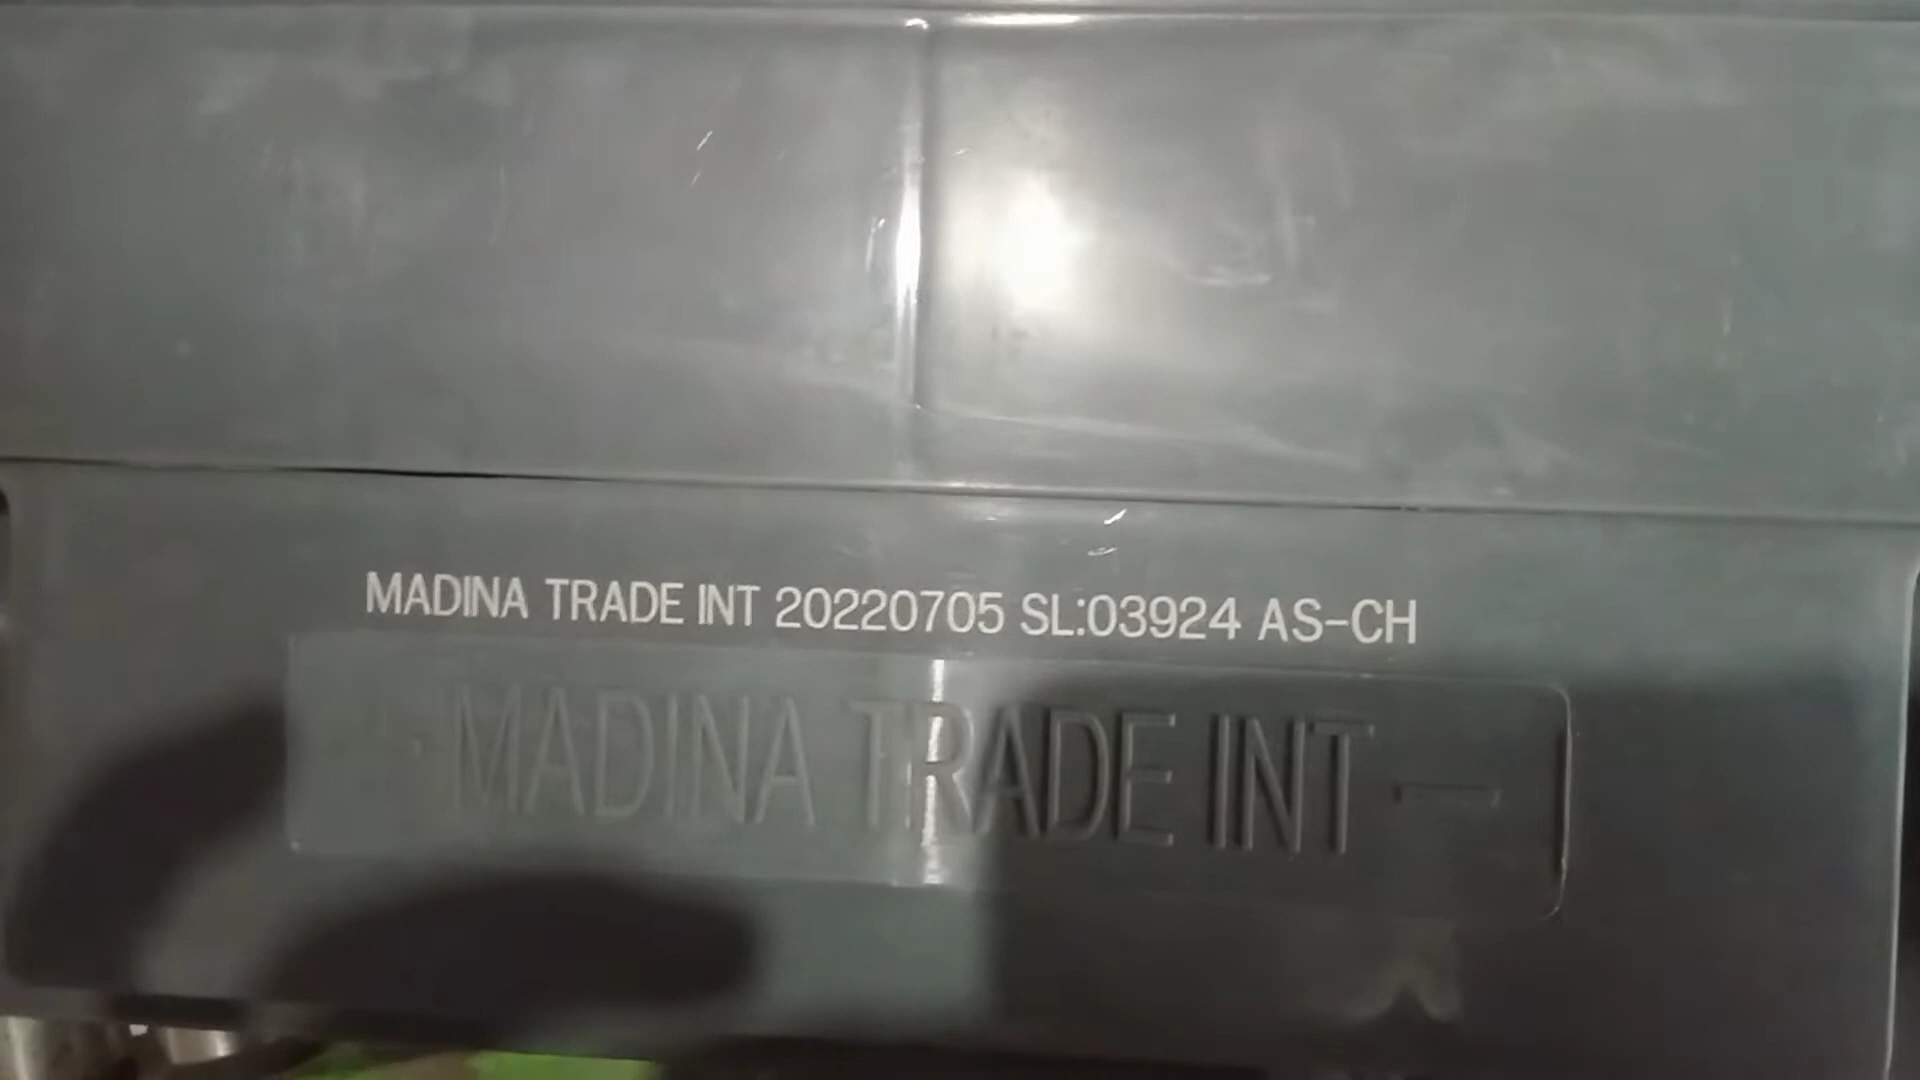 MADINA TRADE INT 20220705 SL:03924 AS-CH
MADINA TRADE INT —